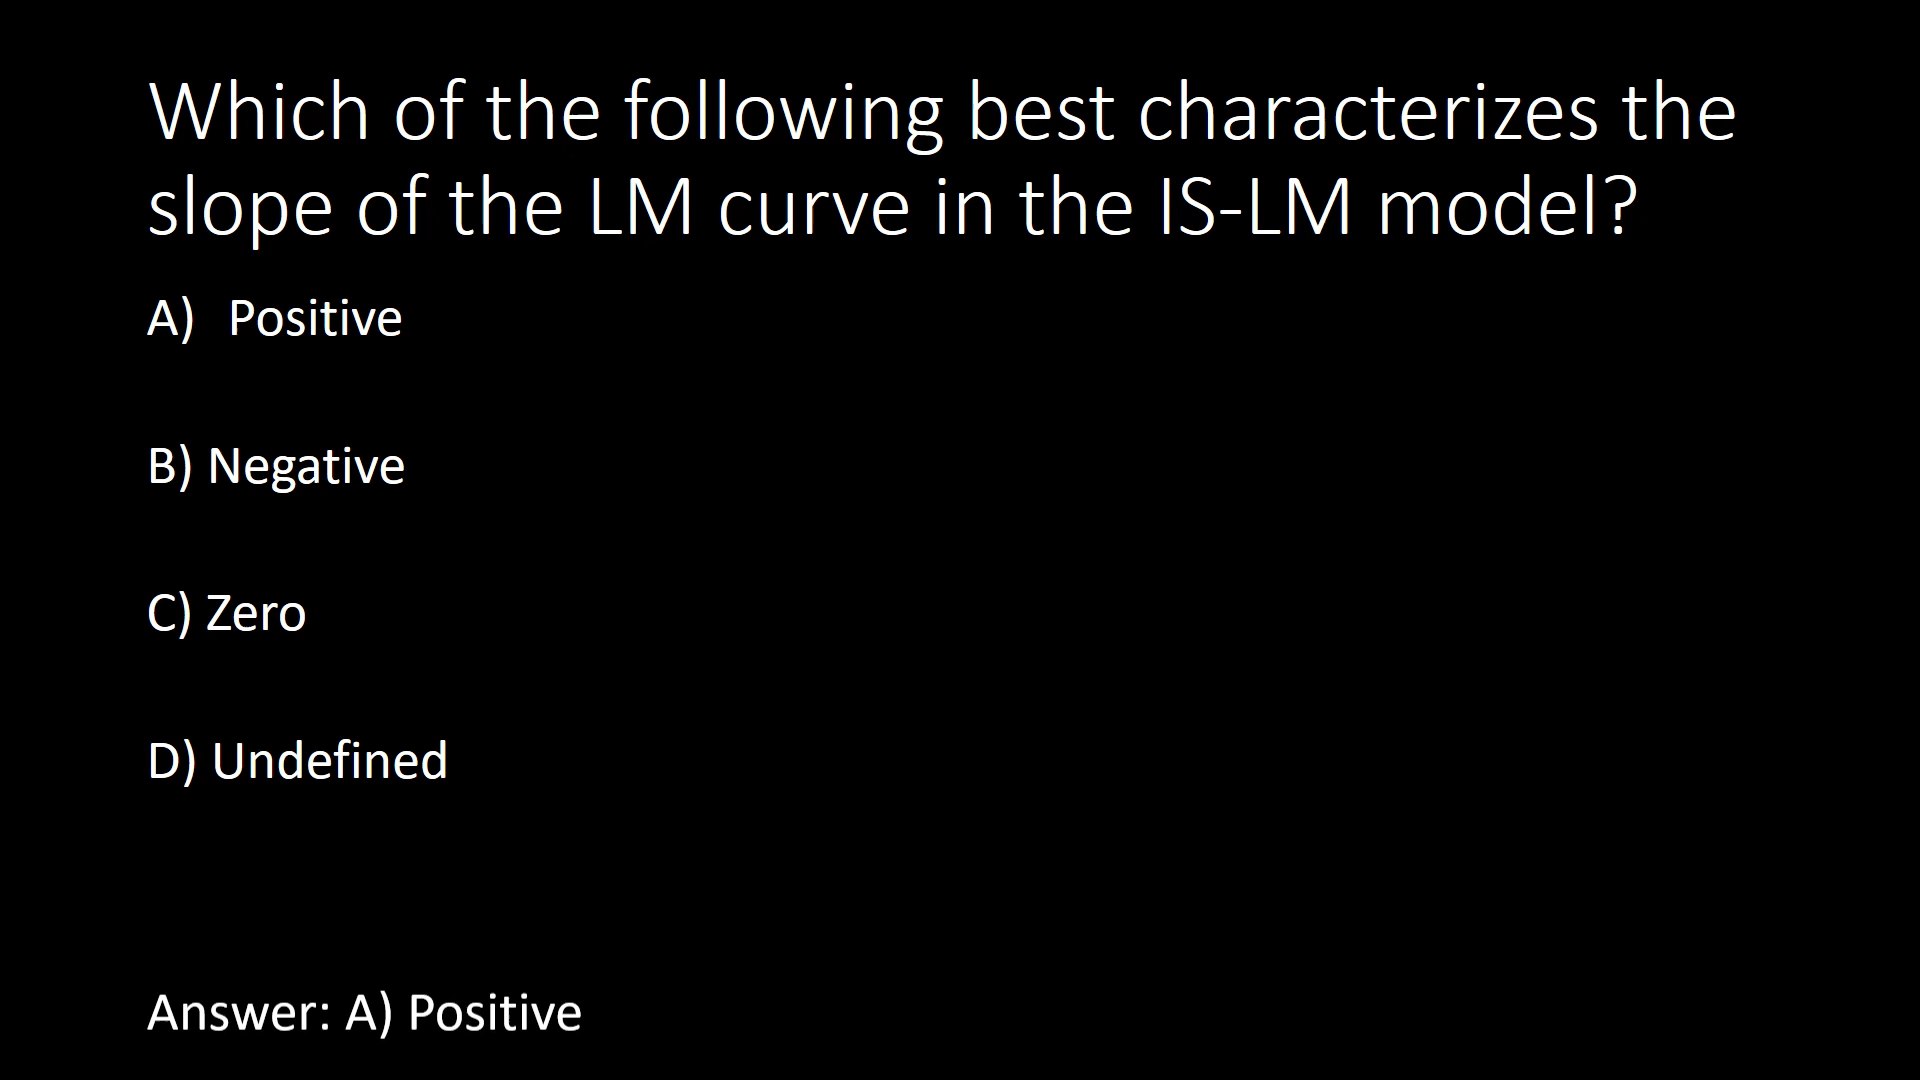 Which of the following best characterizes the
slope of the LM curve in the IS-LM model?
A) Positive
B) Negative
C) Zero
D) Undefined
Answer: A) Positive